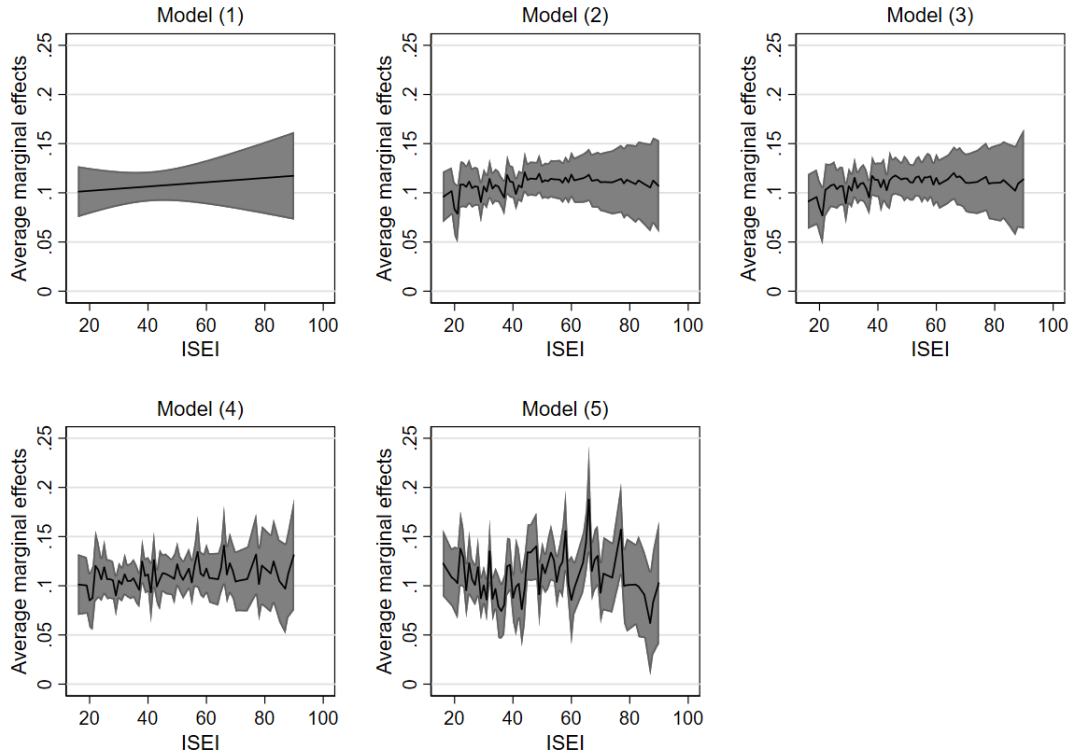 Model (1)
Average marginal effects
.25
.2
.15
.1
.05
0
20 40 60 80 100
ISEI
Model (2)
Average marginal effects
.25
.2
.15
.1
.05
0
20 40 60 80 100
ISEI
Model (3)
Average marginal effects
.25
.2
.15
.1
.05
0
20 40 60 80 100
ISEI
Model (4)
Average marginal effects
.25
.2
.15
.1
.05
0
20 40 60 80 100
ISEI
Model (5)
Average marginal effects
.25
.2
.15
.1
.05
0
20 40 60 80 100
ISEI